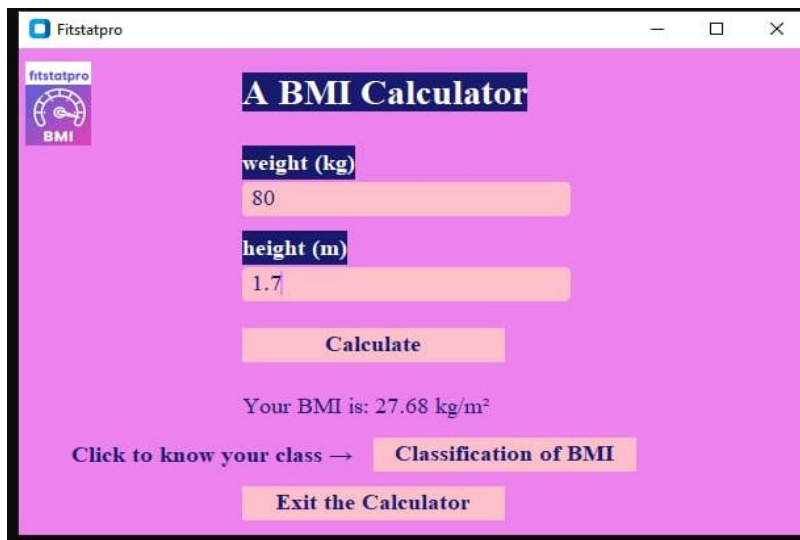 Fitstatpro
fitstatpro
BMI
A BMI Calculator
weight (kg)
80
height (m)
1.7
Calculate
Your BMI is: 27.68 kg/m²
Click to know your class → Classification of BMI
Exit the Calculator